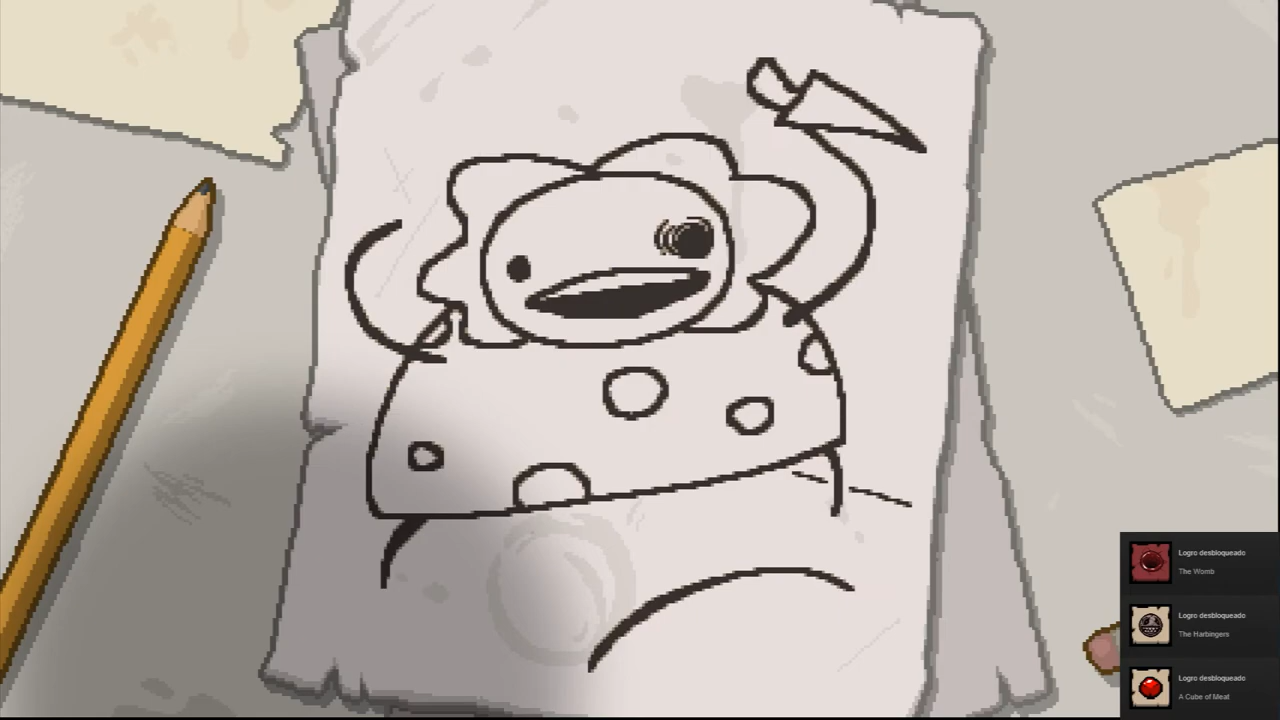 Logro desbloqueado
The Womb
Logro desbloqueado
The Harbingers
Logro desbloqueado
A Cube of Meat